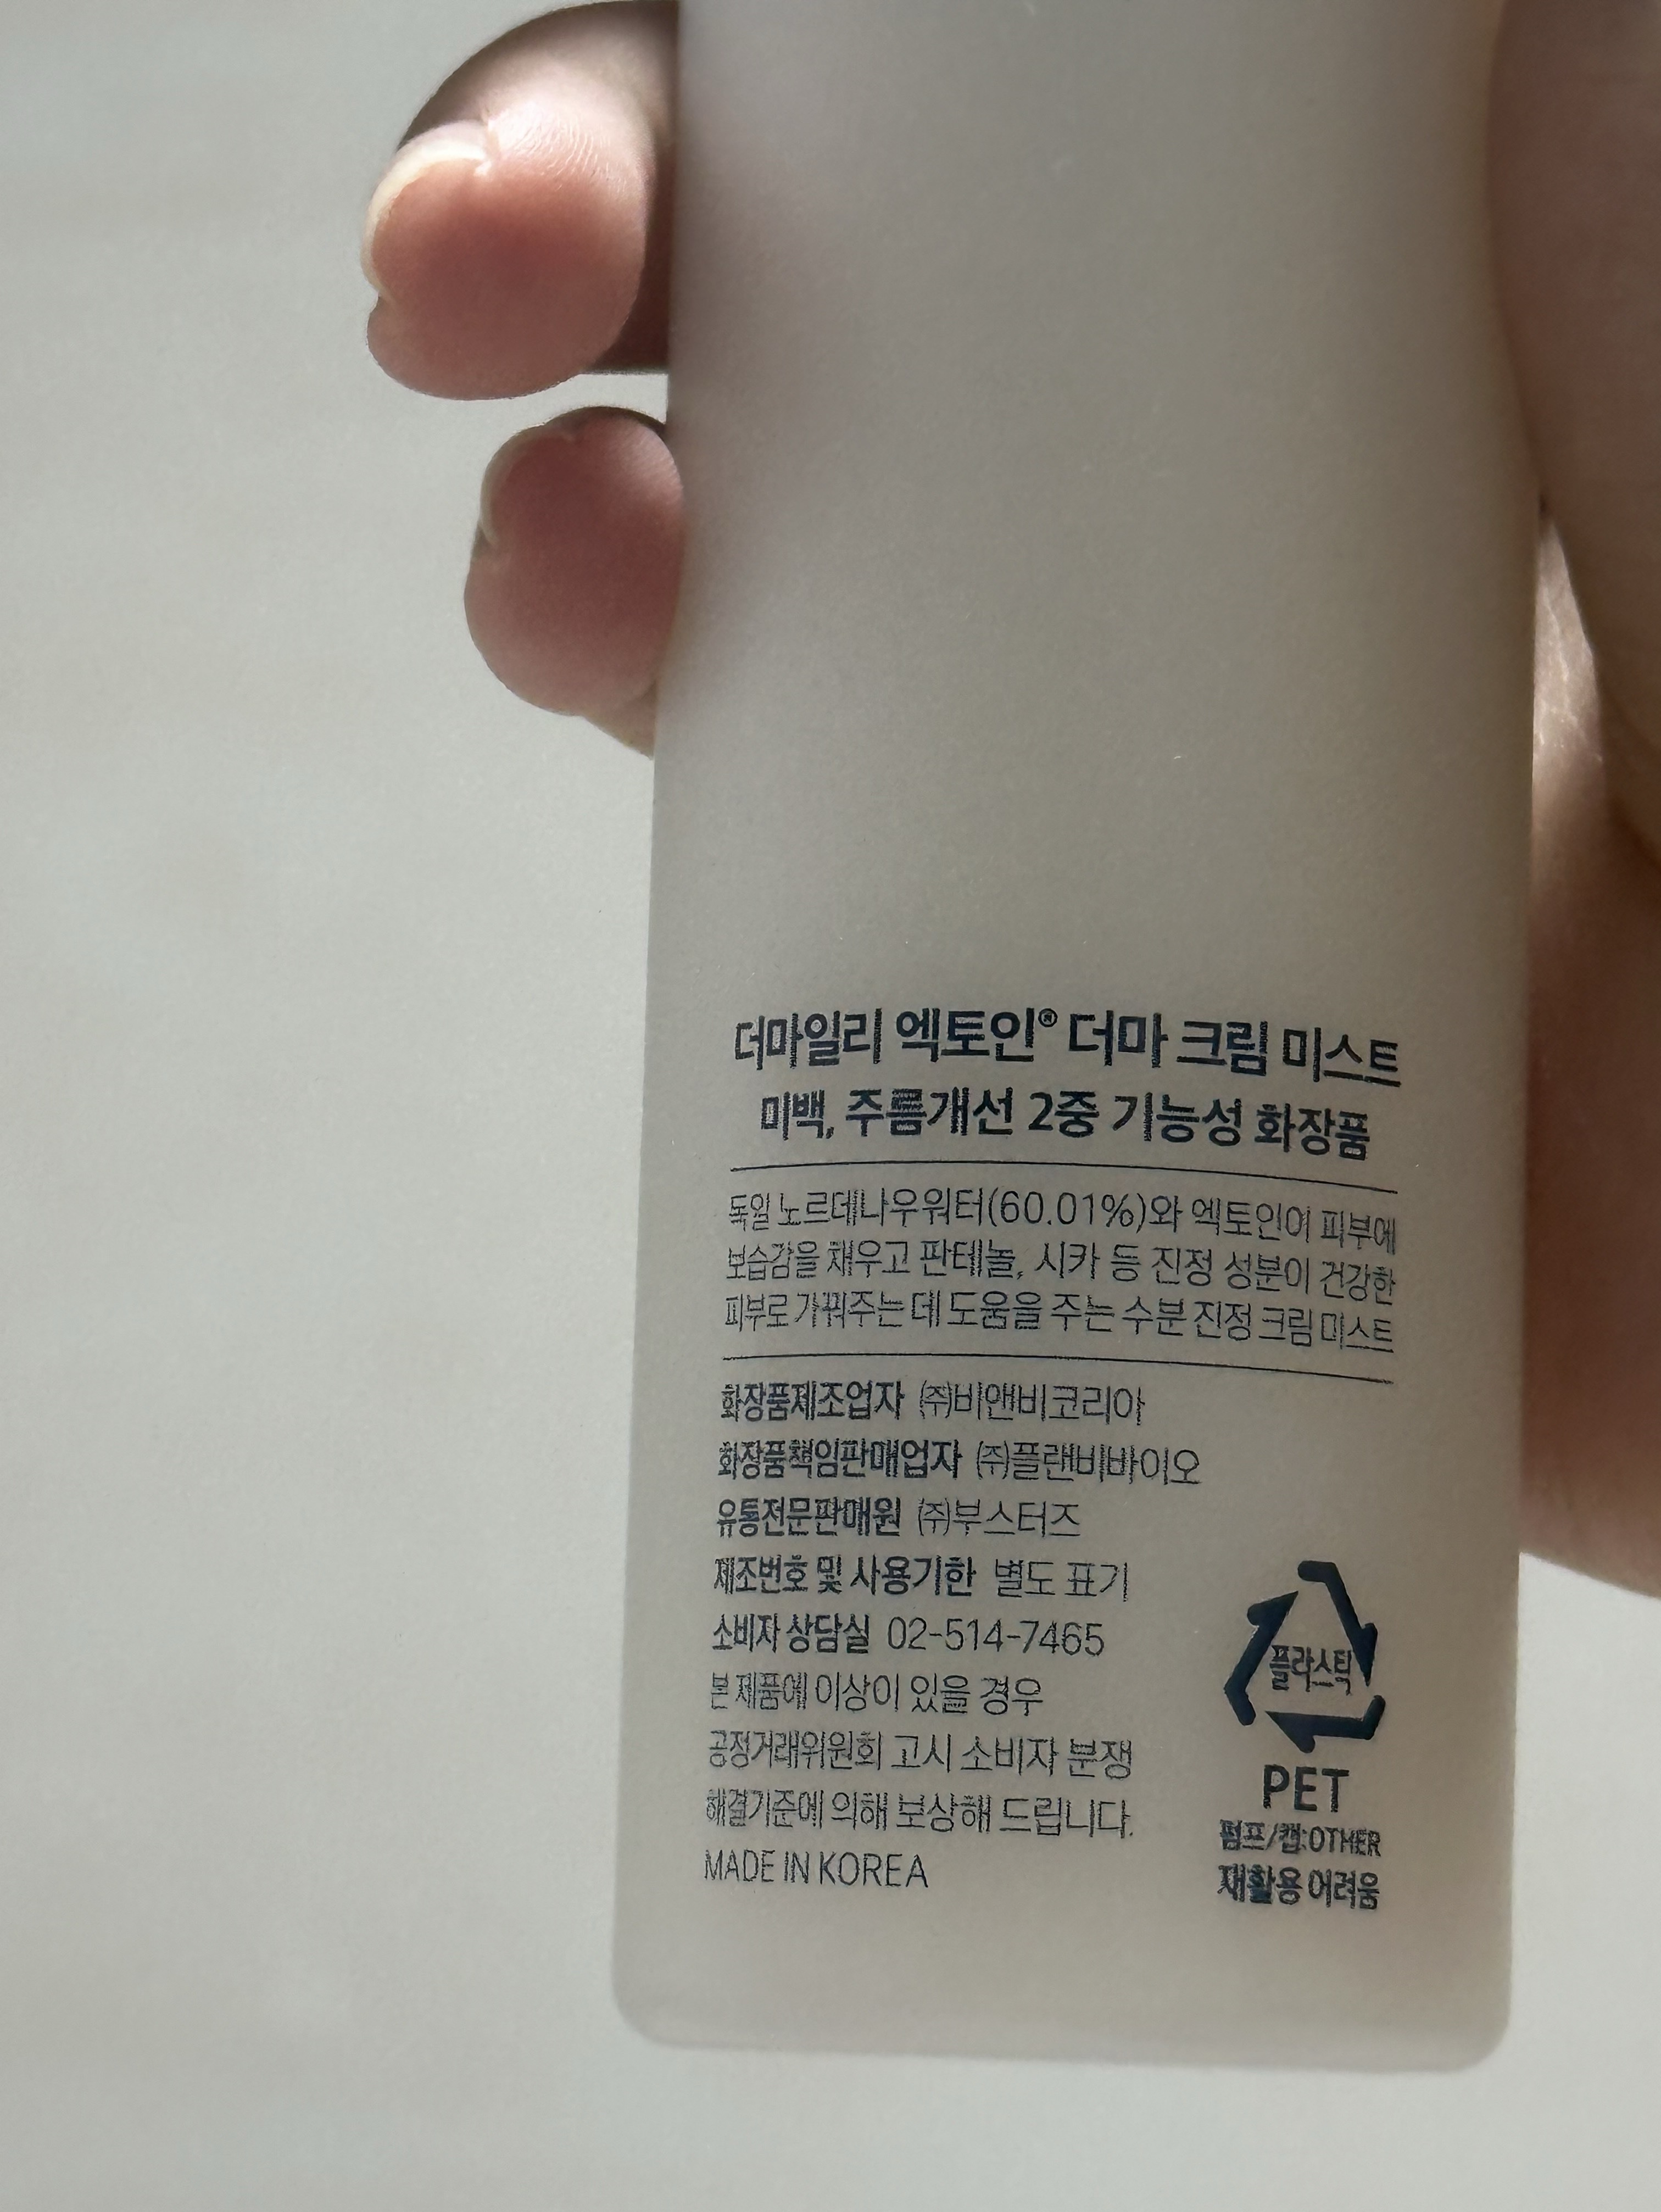 더마일리 엑토인® 더마 크림 미스트
미백, 주름개선 2중 기능성 화장품
독일 노르데나우워터(60.01%)와 엑토인이 피부에
보습감을 채우고 판테놀, 시카 등 진정 성분이 건강한
피부로 가꿔주는 데 도움을 주는 수분 진정 크림 미스트
화장품제조업자 ㈜비앤비코리아
화장품책임판매업자 ㈜플랜비바이오
유통전문판매원 ㈜부스터즈
제조번호 및 사용기한 별도 표기
소비자 상담실 02-514-7465
본 제품에 이상이 있을 경우
공정거래위원회 고시 소비자 분쟁
해결기준에 의해 보상해 드립니다.
MADE IN KOREA
플라스틱
PET
펌프/캡:OTHER
재활용 어려움